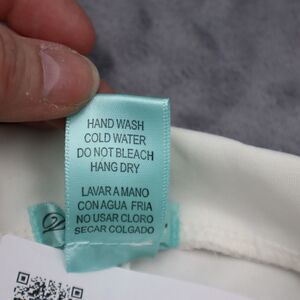 HAND WASH
COLD WATER
DO NOT BLEACH
HANG DRY
LAVAR A MANO
CON AGUA FRIA
NO USAR CLORO
SECAR COLGADO
2